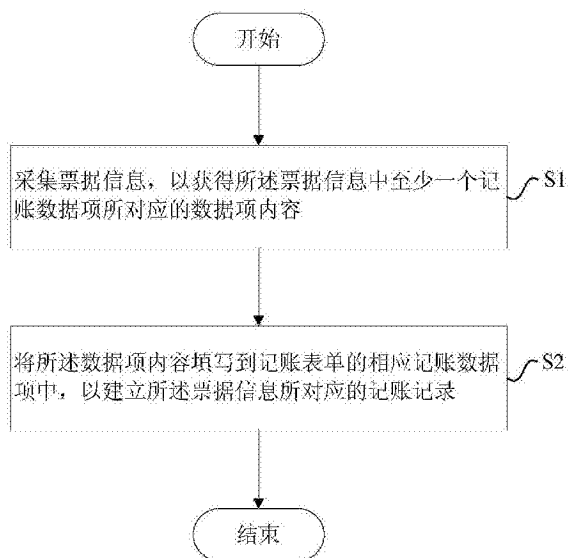 开始
采集票据信息，以获得所述票据信息中至少一个记
账数据项所对应的数据项内容
S1
将所述数据项内容填写到记账表单的相应记账数据
项中，以建立所述票据信息所对应的记账记录
S2
结束